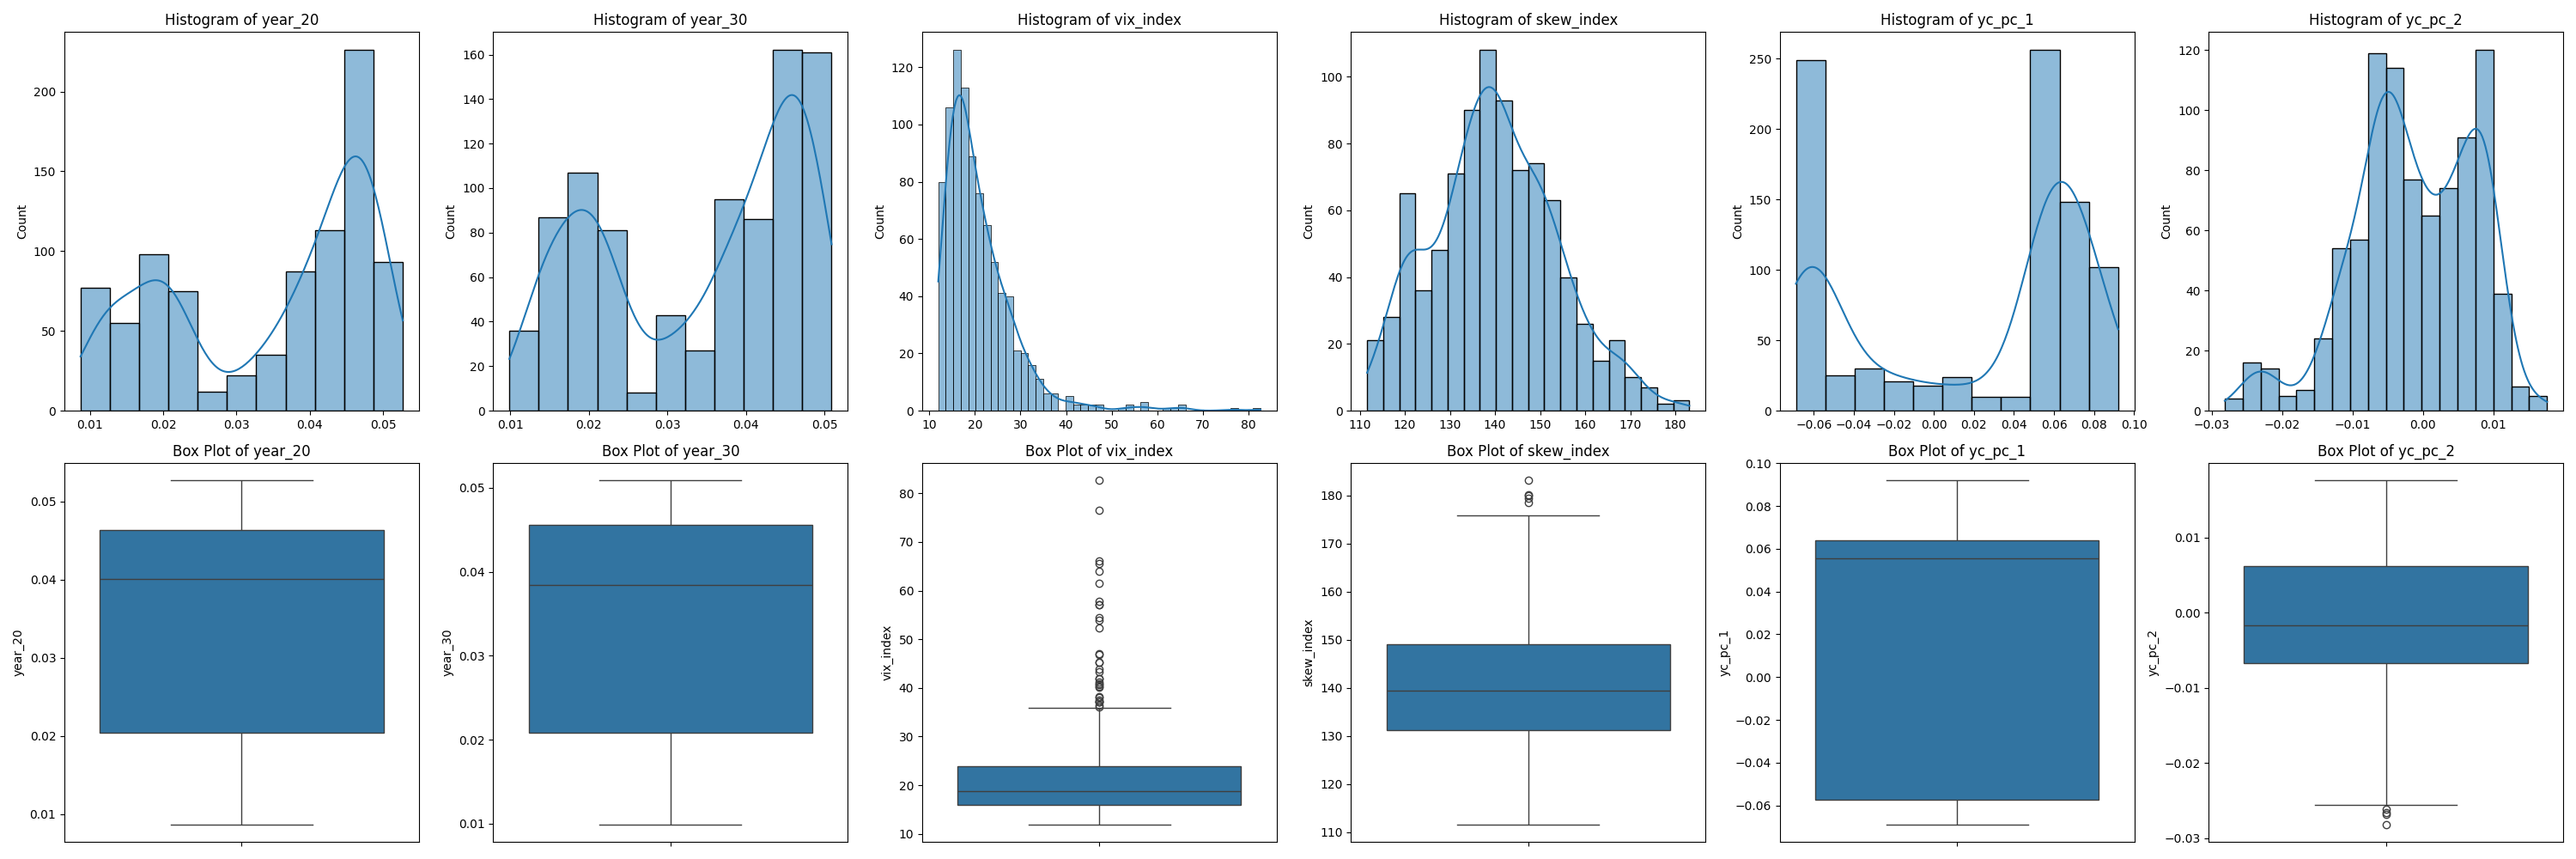 Histogram of year_20
Histogram of year_30
Histogram of vix_index
Histogram of skew_index
Histogram of yc_pc_1
Histogram of yc_pc_2
Count
200
150
100
50
0
0.01 0.02 0.03 0.04 0.05
Count
160
140
120
100
80
60
40
20
0
0.01 0.02 0.03 0.04 0.05
Count
120
100
80
60
40
20
0
10 20 30 40 50 60 70 80
Count
100
80
60
40
20
0
110 120 130 140 150 160 170 180
Count
250
200
150
100
50
0
−0.06 −0.04 −0.02 0.00 0.02 0.04 0.06 0.08 0.10
Count
120
100
80
60
40
20
0
−0.03 −0.02 −0.01 0.00 0.01
Box Plot of year_20
Box Plot of year_30
Box Plot of vix_index
Box Plot of skew_index
Box Plot of yc_pc_1
Box Plot of yc_pc_2
year_20
0.05
0.04
0.03
0.02
0.01
year_30
0.05
0.04
0.03
0.02
0.01
vix_index
80
70
60
50
40
30
20
10
skew_index
180
170
160
150
140
130
120
110
yc_pc_1
0.10
0.08
0.06
0.04
0.02
0.00
−0.02
−0.04
−0.06
yc_pc_2
0.01
0.00
−0.01
−0.02
−0.03